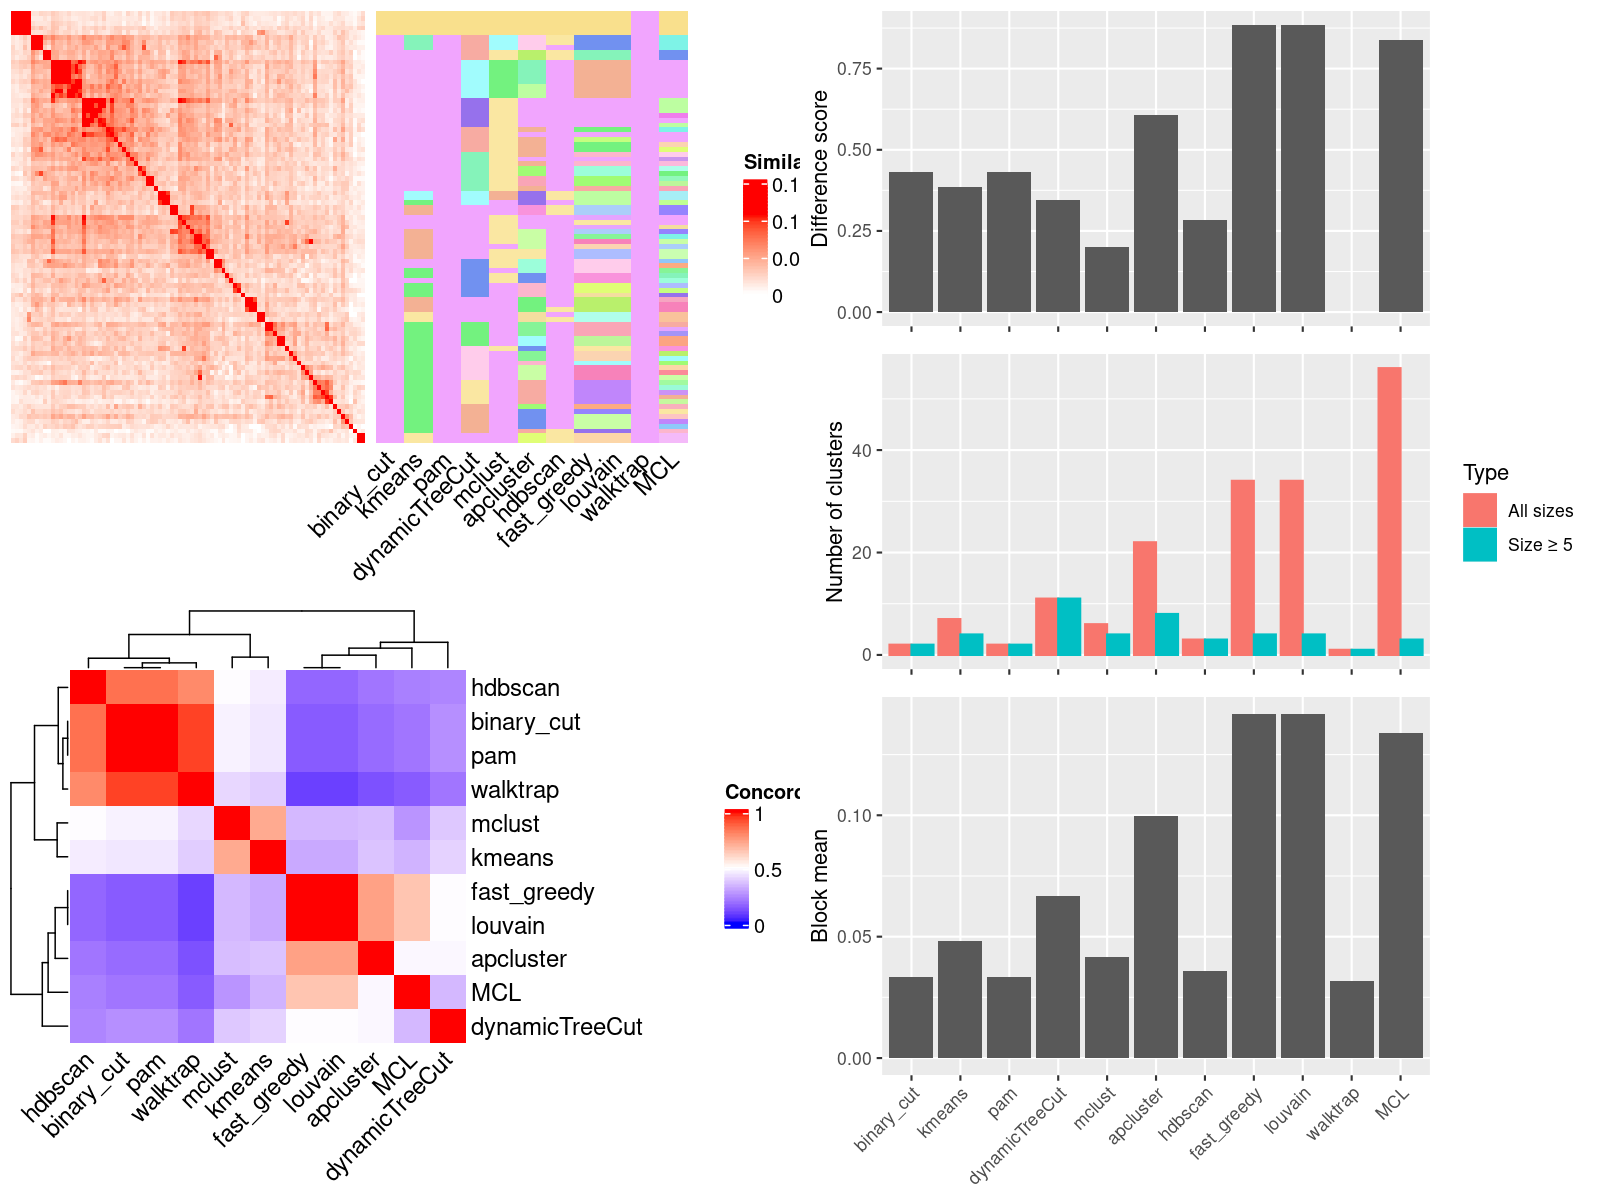 Simila
0.1
0.1
0.0
0
binary_cut
kmeans
pam
dynamicTreeCut
mclust
apcluster
hdbscan
fast_greedy
louvain
walktrap
MCL
hdbscan
binary_cut
pam
walktrap
mclust
kmeans
fast_greedy
louvain
apcluster
MCL
dynamicTreeCut
hdbscan
binary_cut
pam
walktrap
mclust
kmeans
fast_greedy
louvain
apcluster
MCL
dynamicTreeCut
Concord
1
0.5
0
Difference score
0.75
0.50
0.25
0.00
Number of clusters
40
20
0
Type
All sizes
Size ≥ 5
Block mean
0.10
0.05
0.00
binary_cut
kmeans
pam
dynamicTreeCut
mclust
apcluster
hdbscan
fast_greedy
louvain
walktrap
MCL